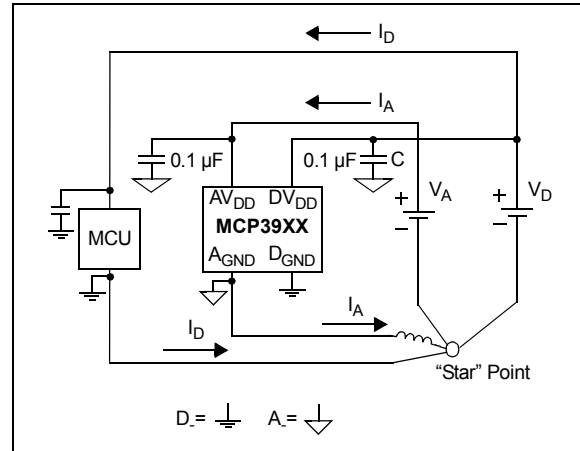 I_D
I_A
0.1 µF
0.1 µF
C
AV_DD DV_DD
MCP39XX
A_GND D_GND
MCU
+
V_A
-
+
V_D
-
I_A
I_D
“Star” Point
D_-= A_-=